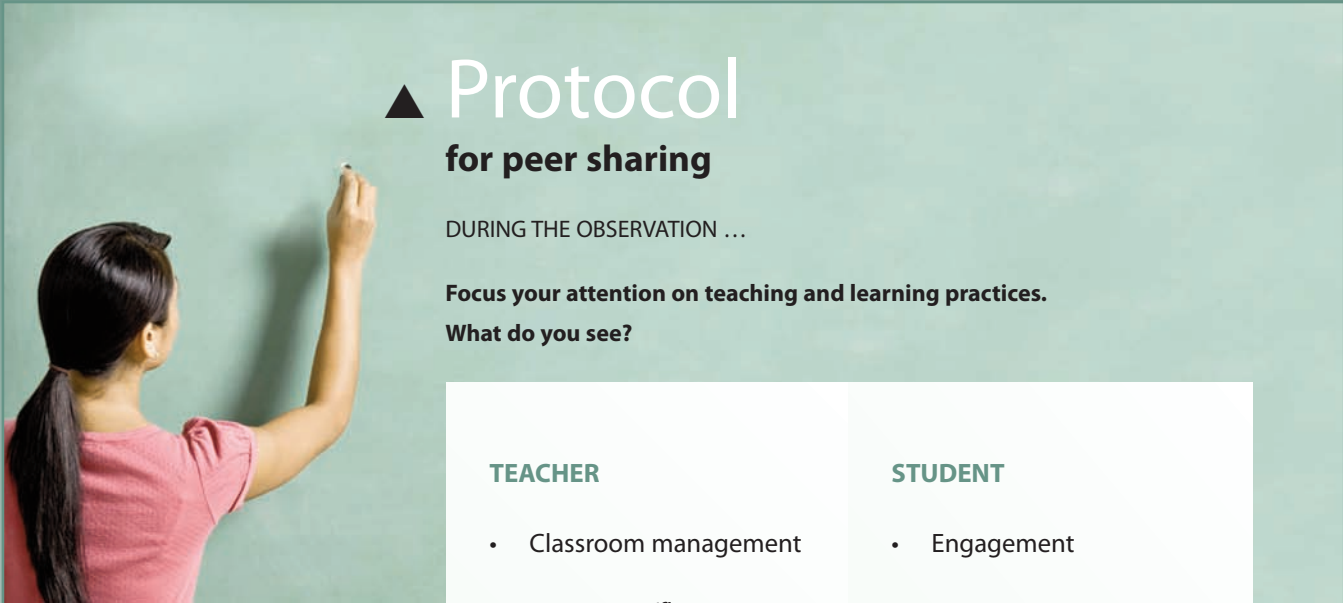 Protocol
for peer sharing
DURING THE OBSERVATION …
Focus your attention on teaching and learning practices.
What do you see?
TEACHER
STUDENT
• Classroom management
• Engagement